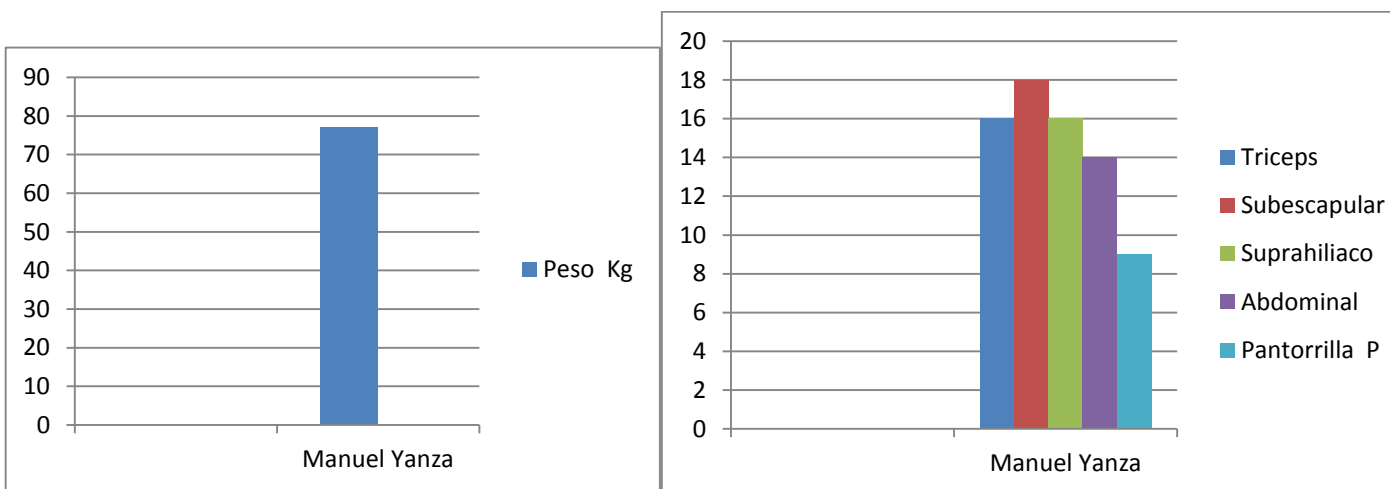 90
80
70
60
50
40
30
20
10
0
Manuel Yanza
Peso Kg
20
18
16
14
12
10
8
6
4
2
0
Manuel Yanza
Triceps
Subescapular
Suprahiliaco
Abdominal
Pantorrilla P